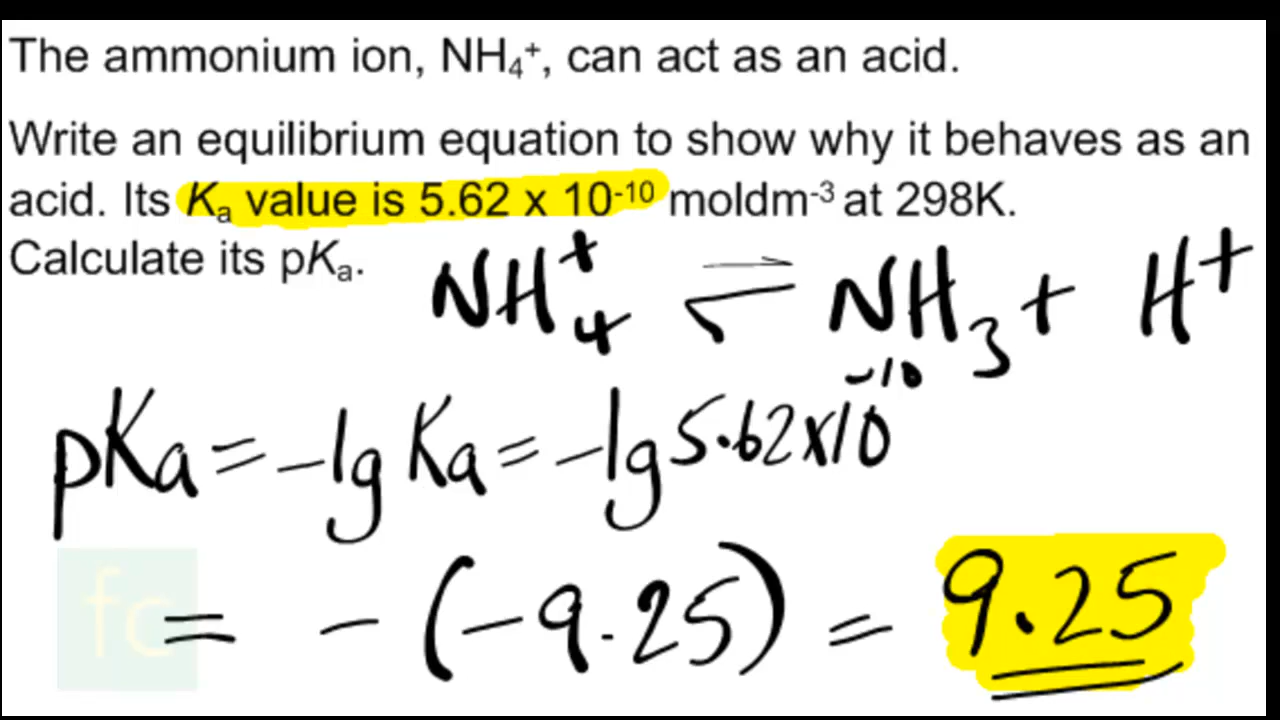 The ammonium ion, NH₄⁺, can act as an acid.
Write an equilibrium equation to show why it behaves as an
acid. Its Kₐ value is 5.62 x 10⁻¹⁰ moldm⁻³ at 298K.
Calculate its pKₐ.
NH₄⁺ ⇌ NH₃ + H⁺
pKa = -lg Ka = -lg 5.62x10⁻¹⁰
= - (-9.25) = 9.25
fc